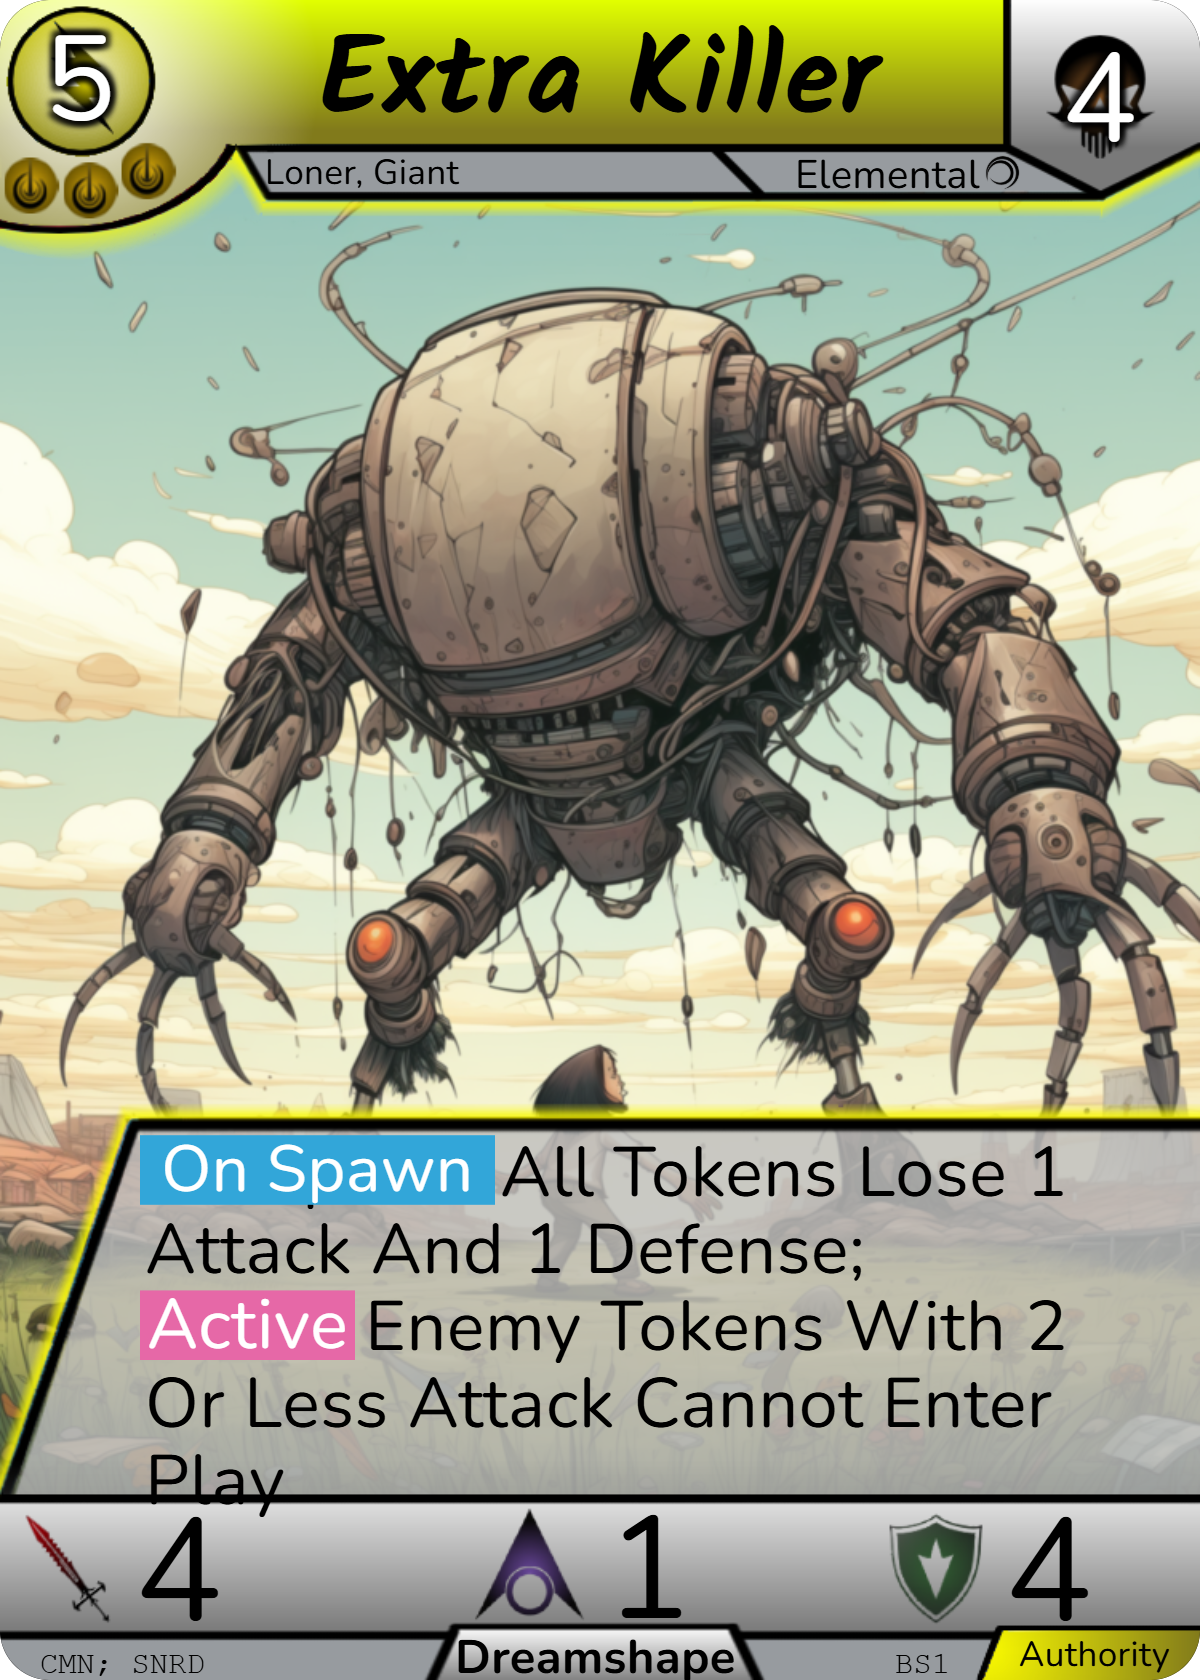 5
Extra Killer
4
Loner, Giant
Elemental
On Spawn All Tokens Lose 1
Attack And 1 Defense;
Active Enemy Tokens With 2
Or Less Attack Cannot Enter
Play
4
1
4
CMN; SNRD
Dreamshape
BS1
Authority